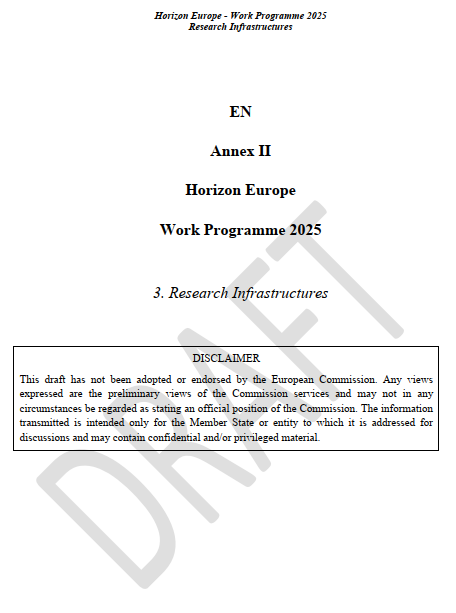 Horizon Europe - Work Programme 2025
Research Infrastructures
EN
Annex II
Horizon Europe
Work Programme 2025
3. Research Infrastructures
DISCLAIMER
This draft has not been adopted or endorsed by the European Commission. Any views
expressed are the preliminary views of the Commission services and may not in any
circumstances be regarded as stating an official position of the Commission. The information
transmitted is intended only for the Member State or entity to which it is addressed for
discussions and may contain confidential and/or privileged material.
DRAFT